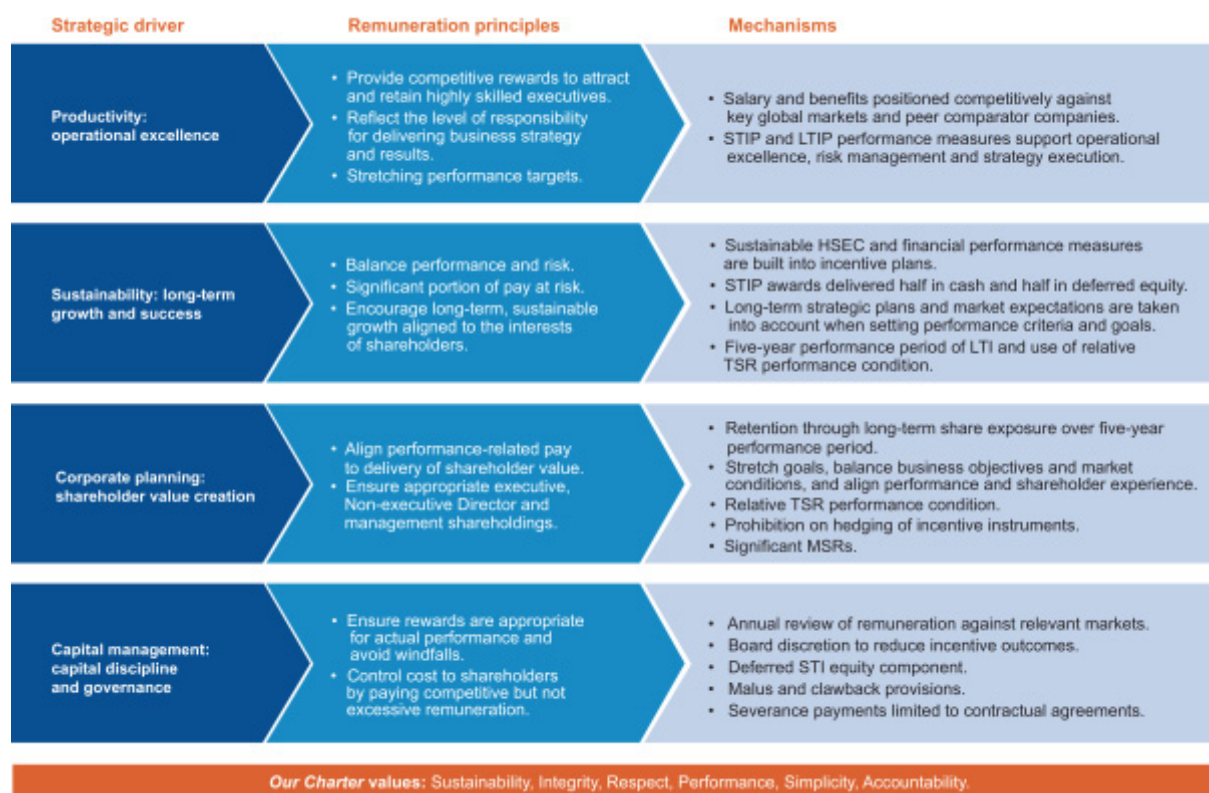 Strategic driver
Remuneration principles
Mechanisms
Productivity:
operational excellence
• Provide competitive rewards to attract
and retain highly skilled executives.
• Reflect the level of responsibility
for delivering business strategy
and results.
• Stretching performance targets.
• Salary and benefits positioned competitively against
key global markets and peer comparator companies.
• STIP and LTIP performance measures support operational
excellence, risk management and strategy execution.
Sustainability: long-term
growth and success
• Balance performance and risk.
• Significant portion of pay at risk.
• Encourage long-term, sustainable
growth aligned to the interests
of shareholders.
• Sustainable HSEC and financial performance measures
are built into incentive plans.
• STIP awards delivered half in cash and half in deferred equity.
• Long-term strategic plans and market expectations are taken
into account when setting performance criteria and goals.
• Five-year performance period of LTI and use of relative
TSR performance condition.
Corporate planning:
shareholder value creation
• Align performance-related pay
to delivery of shareholder value.
• Ensure appropriate executive,
Non-executive Director and
management shareholdings.
• Retention through long-term share exposure over five-year
performance period.
• Stretch goals, balance business objectives and market
conditions, and align performance and shareholder experience.
• Relative TSR performance condition.
• Prohibition on hedging of incentive instruments.
• Significant MSRs.
Capital management:
capital discipline
and governance
• Ensure rewards are appropriate
for actual performance and
avoid windfalls.
• Control cost to shareholders
by paying competitive but not
excessive remuneration.
• Annual review of remuneration against relevant markets.
• Board discretion to reduce incentive outcomes.
• Deferred STI equity component.
• Malus and clawback provisions.
• Severance payments limited to contractual agreements.
Our Charter values: Sustainability, Integrity, Respect, Performance, Simplicity, Accountability.